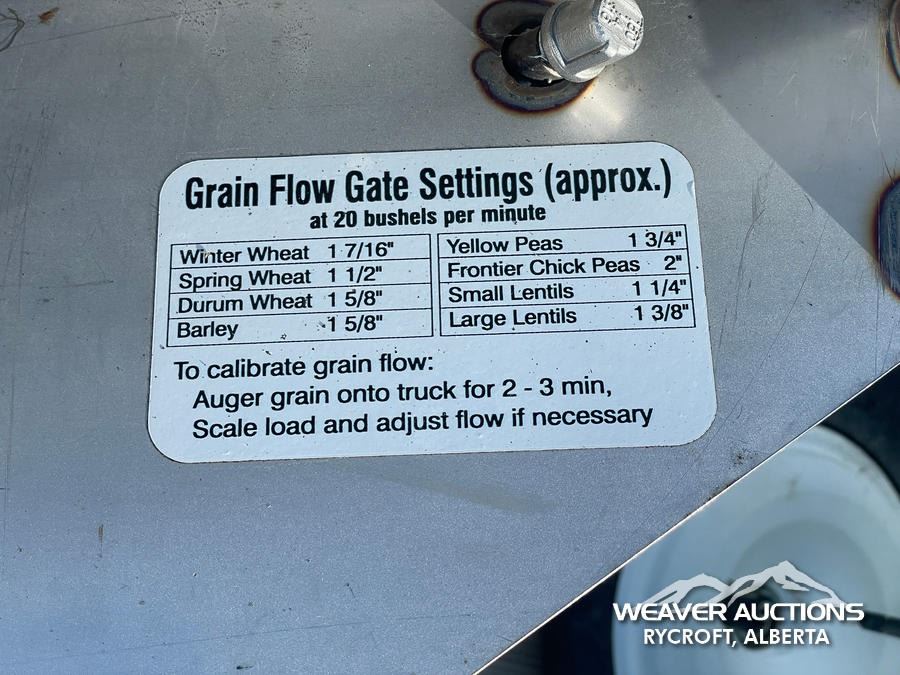 Grain Flow Gate Settings (approx.)
at 20 bushels per minute
Winter Wheat 1 7/16"
Spring Wheat 1 1/2"
Durum Wheat 1 5/8"
Barley 1 5/8"
Yellow Peas 1 3/4"
Frontier Chick Peas 2"
Small Lentils 1 1/4"
Large Lentils 1 3/8"
To calibrate grain flow:
Auger grain onto truck for 2 - 3 min,
Scale load and adjust flow if necessary
WEAVER AUCTIONS
RYCROFT, ALBERTA